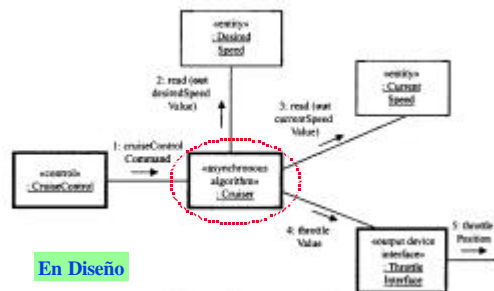 «entity»
: Desired
Speed
2: read (out
desiredSpeed
Value)
«entity»
: Current
Speed
3: read (out
currentSpeed
Value)
1: cruiseControl
Command
«control»
: CruiseControl
«asynchronous
algorithm»
: Cruiser
4: throttle
Value
«output device
interface»
: Throttle
Interface
5: throttle
Position
En Diseño